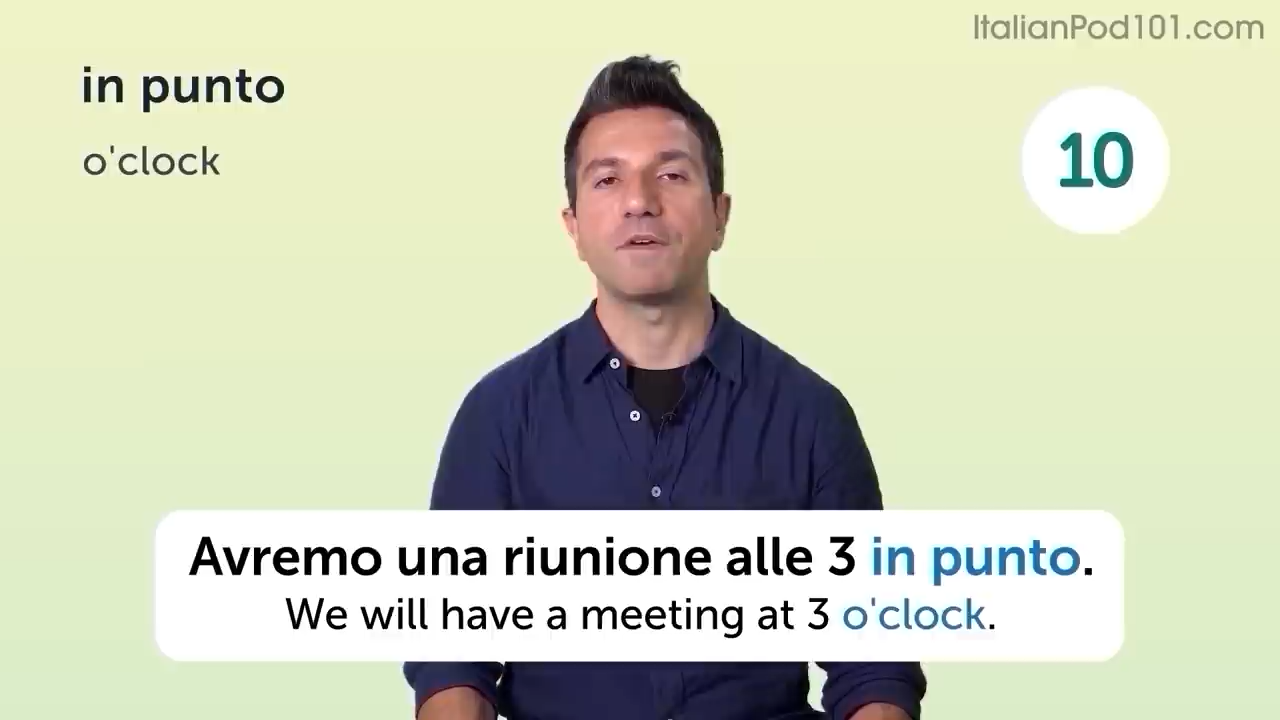 ItalianPod101.com
in punto
o'clock
10
Avremo una riunione alle 3 in punto.
We will have a meeting at 3 o'clock.